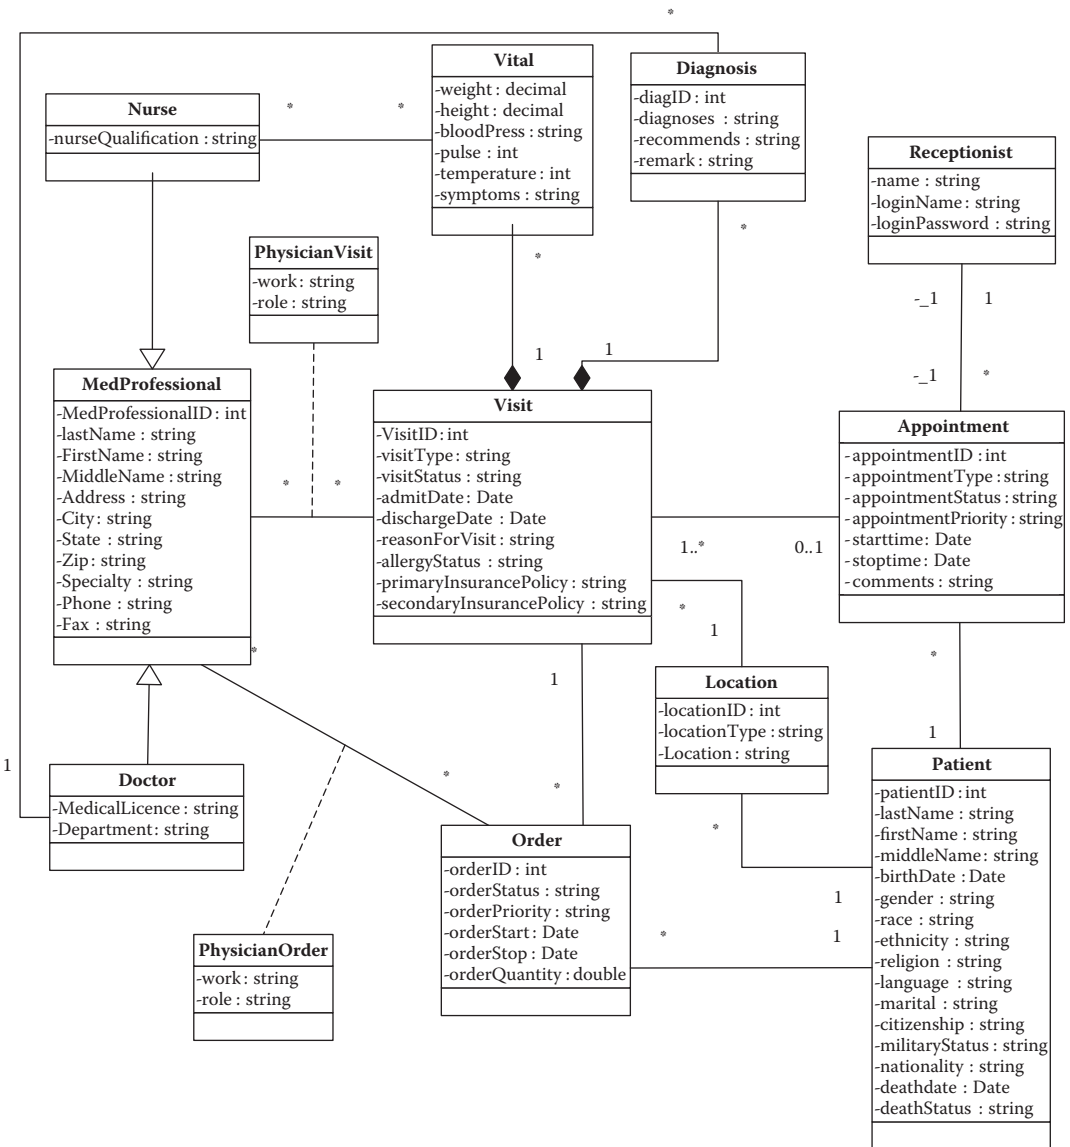 *
Vital
-weight : decimal
-height : decimal
-bloodPress : string
-pulse : int
-temperature : int
-symptoms : string
Diagnosis
-diagID : int
-diagnoses : string
-recommends : string
-remark : string
Nurse
-nurseQualification : string
* *
Receptionist
-name : string
-loginName : string
-loginPassword : string
PhysicianVisit
-work : string
-role : string
*
*
-_1 1
1 1
-_1 *
MedProfessional
-MedProfessionalID : int
-lastName : string
-FirstName : string
-MiddleName : string
-Address : string
-City : string
-State : string
-Zip : string
-Specialty : string
-Phone : string
-Fax : string
* *
Visit
-VisitID : int
-visitType : string
-visitStatus : string
-admitDate : Date
-dischargeDate : Date
-reasonForVisit : string
-allergyStatus : string
-primaryInsurancePolicy : string
-secondaryInsurancePolicy : string
Appointment
-appointmentID : int
-appointmentType : string
-appointmentStatus : string
-appointmentPriority : string
-starttime : Date
-stoptime : Date
-comments : string
1..* 0..1
*
1
*
1
*
1
Location
-locationID : int
-locationType : string
-Location : string
*
1
1
Doctor
-MedicalLicence : string
-Department : string
*
*
Order
-orderID : int
-orderStatus : string
-orderPriority : string
-orderStart : Date
-orderStop : Date
-orderQuantity : double
*
1
Patient
-patientID : int
-lastName : string
-firstName : string
-middleName : string
-birthDate : Date
-gender : string
-race : string
-ethnicity : string
-religion : string
-language : string
-marital : string
-citizenship : string
-militaryStatus : string
-nationality : string
-deathdate : Date
-deathStatus : string
PhysicianOrder
-work : string
-role : string